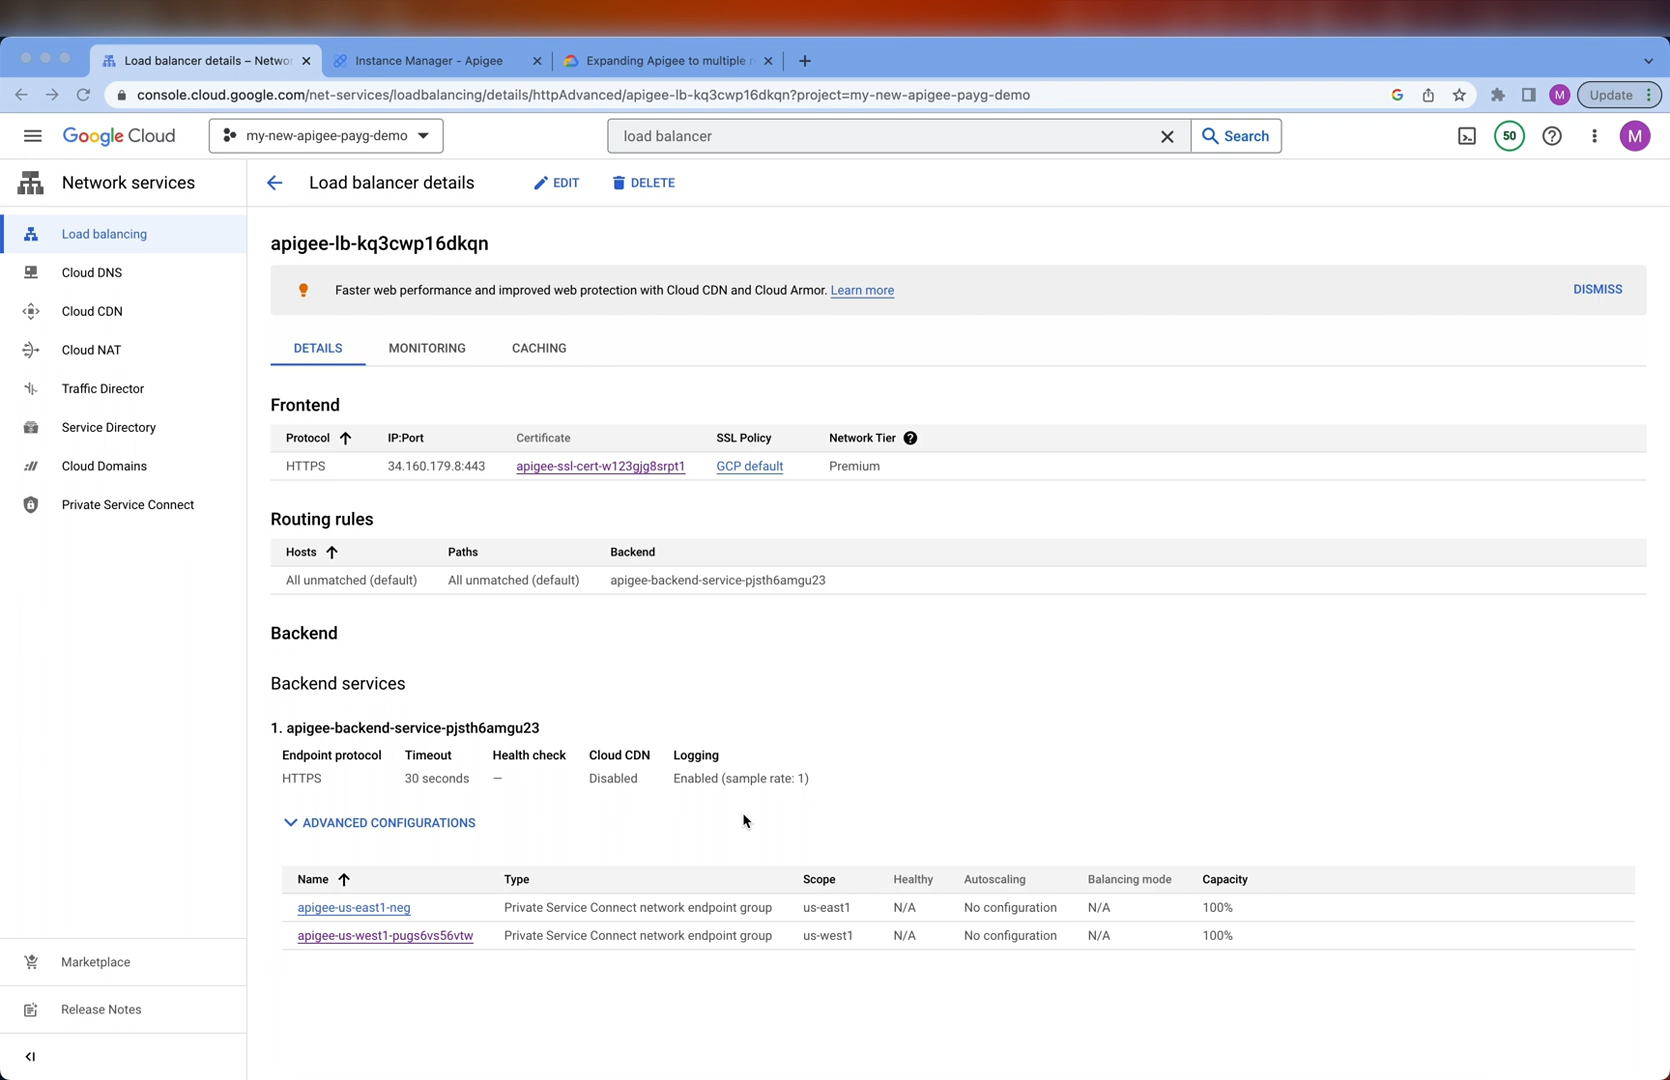 Load balancer details – Netwo
Instance Manager - Apigee
Expanding Apigee to multiple r
console.cloud.google.com/net-services/loadbalancing/details/httpAdvanced/apigee-lb-kq3cwp16dkqn?project=my-new-apigee-payg-demo
M
Update
Google Cloud
my-new-apigee-payg-demo
load balancer
Search
50
M
Network services
Load balancer details
EDIT
DELETE
Load balancing
Cloud DNS
Cloud CDN
Cloud NAT
Traffic Director
Service Directory
Cloud Domains
Private Service Connect
Marketplace
Release Notes
apigee-lb-kq3cwp16dkqn
Faster web performance and improved web protection with Cloud CDN and Cloud Armor. Learn more
DISMISS
DETAILS MONITORING CACHING
Frontend
Protocol IP:Port Certificate SSL Policy Network Tier
HTTPS 34.160.179.8:443 apigee-ssl-cert-w123gjg8srpt1 GCP default Premium
Routing rules
Hosts Paths Backend
All unmatched (default) All unmatched (default) apigee-backend-service-pjsth6amgu23
Backend
Backend services
1. apigee-backend-service-pjsth6amgu23
Endpoint protocol Timeout Health check Cloud CDN Logging
HTTPS 30 seconds — Disabled Enabled (sample rate: 1)
ADVANCED CONFIGURATIONS
Name Type Scope Healthy Autoscaling Balancing mode Capacity
apigee-us-east1-neg Private Service Connect network endpoint group us-east1 N/A No configuration N/A 100%
apigee-us-west1-pugs6vs56vtw Private Service Connect network endpoint group us-west1 N/A No configuration N/A 100%